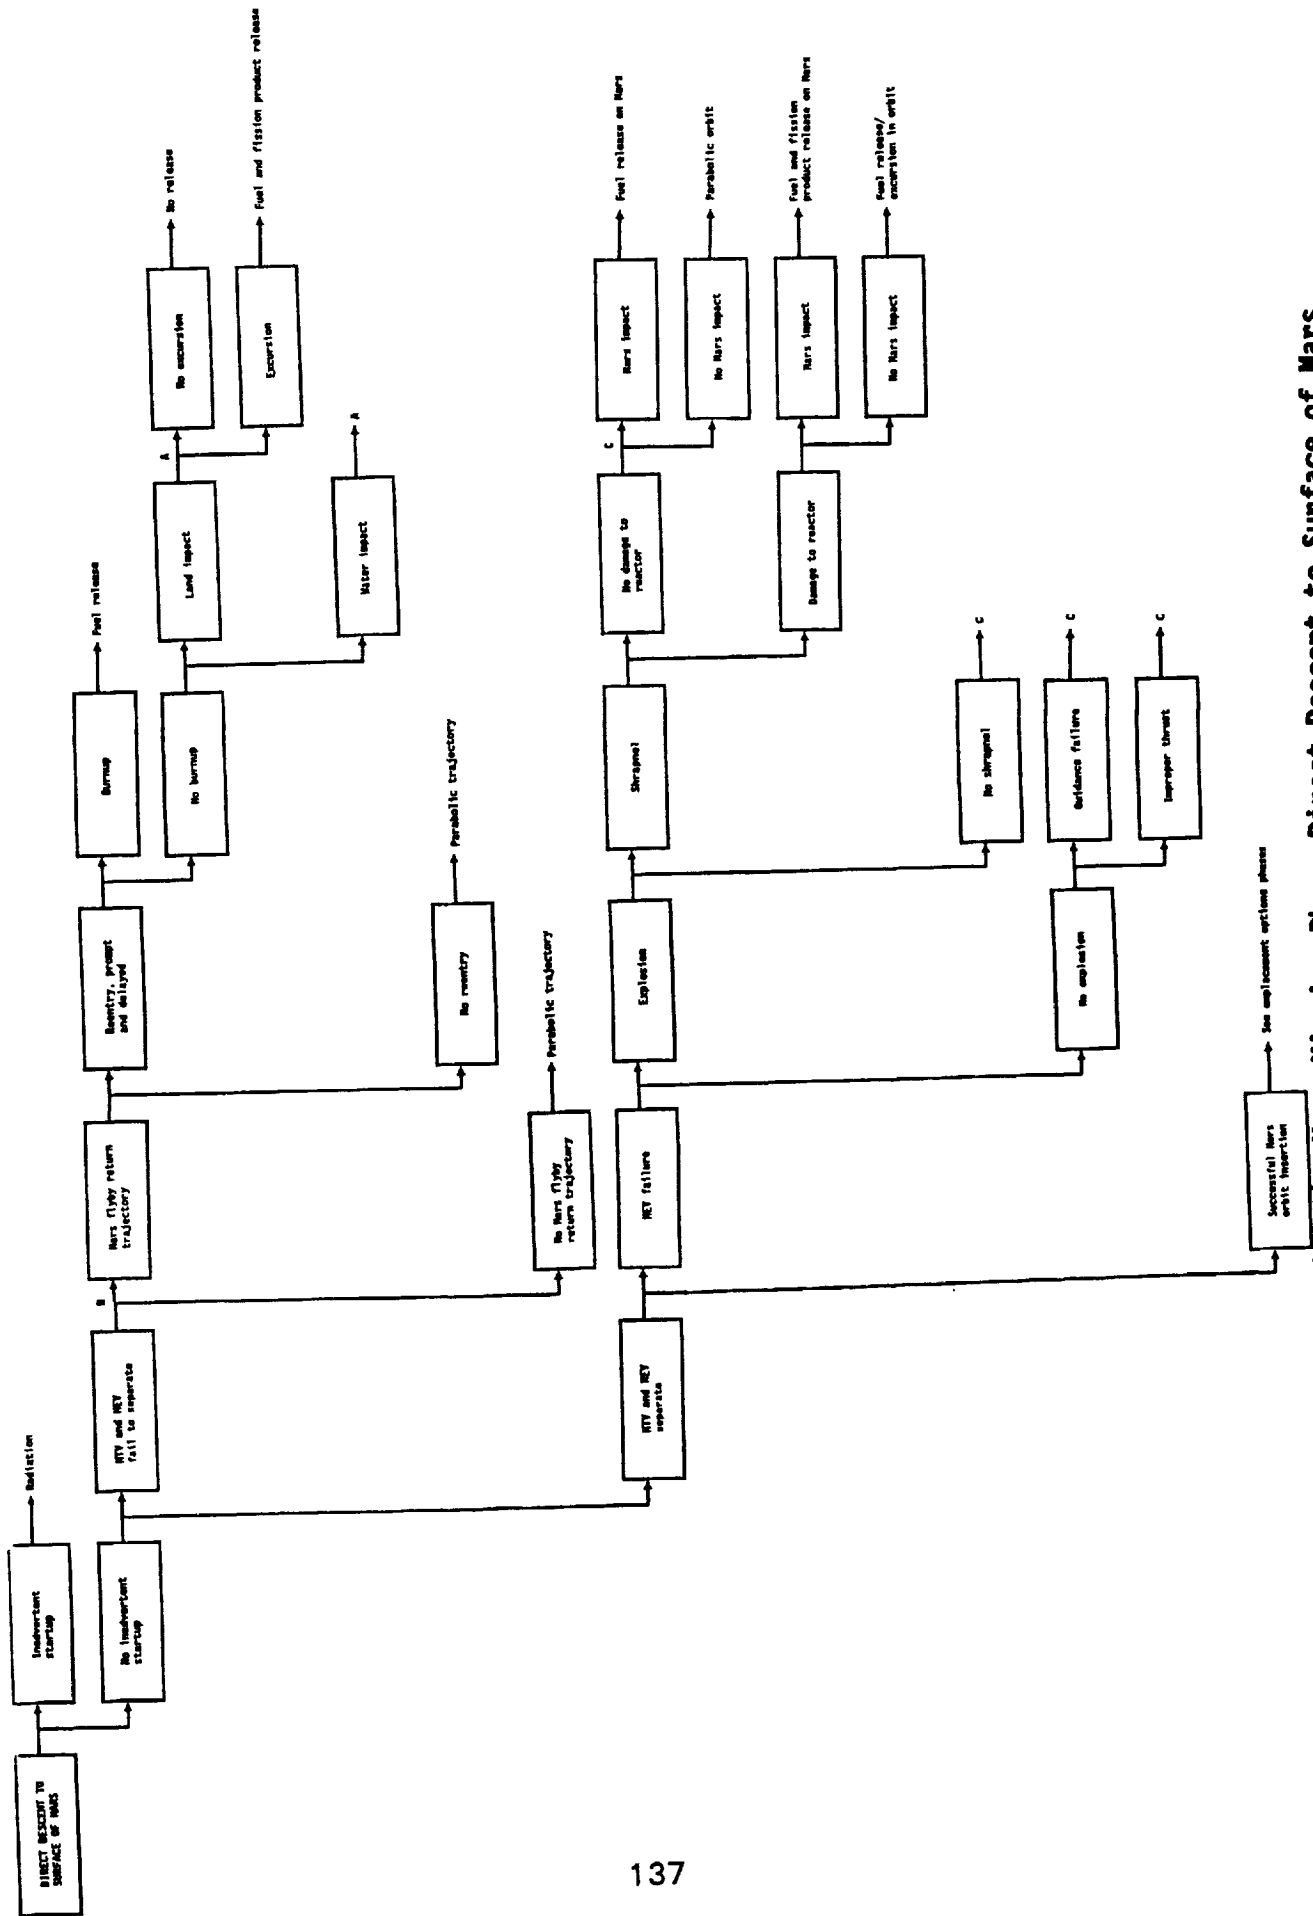 DIRECT DESCENT TO
SURFACE OF MARS
Inadvertent
startup
Radiation
No inadvertent
startup
MTV and MEV
fail to separate
B
Mars flyby return
trajectory
Reentry, prompt
and delayed
Burnup
Fuel release
No burnup
Land impact
A
No excursion
No release
Excursion
Fuel and fission product release
Water impact
A
No reentry
Parabolic trajectory
No Mars flyby
return trajectory
Parabolic trajectory
MTV and MEV
separate
MEV failure
Explosion
Shrapnel
No damage to
reactor
C
Mars impact
Fuel release on Mars
No Mars impact
Parabolic orbit
Damage to reactor
Mars impact
Fuel and fission
product release on Mars
No Mars impact
Fuel release/
excursion in orbit
No shrapnel
C
No explosion
Guidance failure
C
Improper thrust
C
Successful Mars
orbit insertion
See emplacement options phases
Direct Descent to Surface of Mars
137